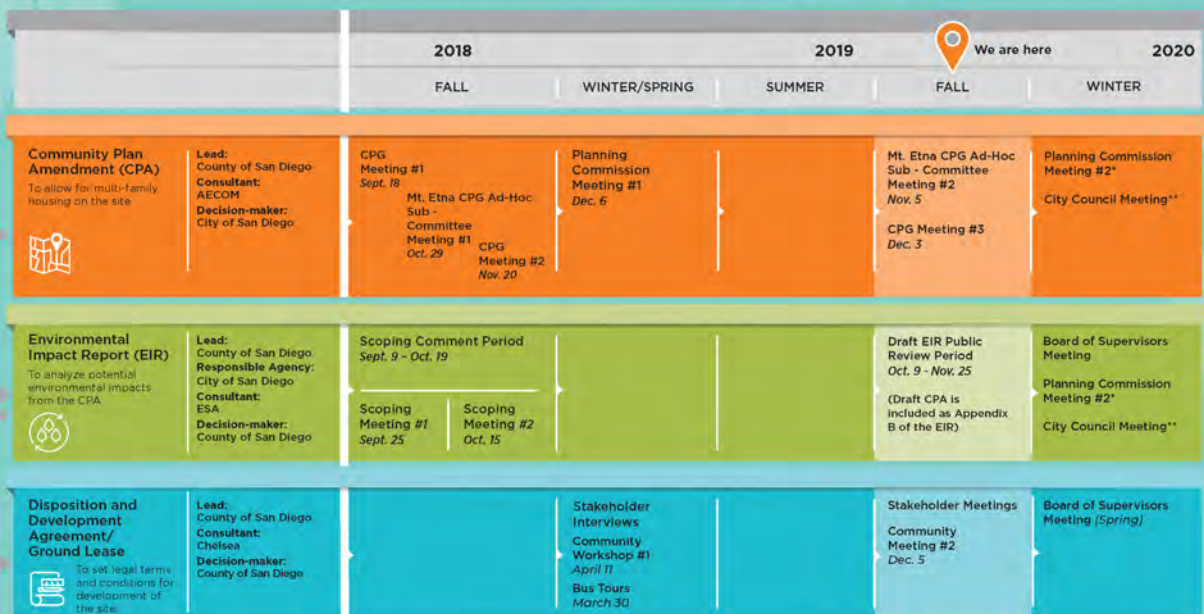 2018
2019
We are here
2020
FALL
WINTER/SPRING
SUMMER
FALL
WINTER
Community Plan
Amendment (CPA)
To allow for multi-family
housing on the site
Lead:
County of San Diego
Consultant:
AECOM
Decision-maker:
City of San Diego
CPG
Meeting #1
Sept. 18
Mt. Etna CPG Ad-Hoc
Sub -
Committee
Meeting #1
Oct. 29
CPG
Meeting #2
Nov. 20
Planning
Commission
Meeting #1
Dec. 6
Mt. Etna CPG Ad-Hoc
Sub - Committee
Meeting #2
Nov. 5
CPG Meeting #3
Dec. 3
Planning Commission
Meeting #2*
City Council Meeting**
Environmental
Impact Report (EIR)
To analyze potential
environmental impacts
from the CPA
Lead:
County of San Diego
Responsible Agency:
City of San Diego
Consultant:
ESA
Decision-maker:
County of San Diego
Scoping Comment Period
Sept. 9 – Oct. 19
Scoping
Meeting #1
Sept. 25
Scoping
Meeting #2
Oct. 15
Draft EIR Public
Review Period
Oct. 9 - Nov. 25
(Draft CPA is
included as Appendix
B of the EIR)
Board of Supervisors
Meeting
Planning Commission
Meeting #2*
City Council Meeting**
Disposition and
Development
Agreement/
Ground Lease
To set legal terms
and conditions for
development of
the site
Lead:
County of San Diego
Consultant:
Chelsea
Decision-maker:
County of San Diego
Stakeholder
Interviews
Community
Workshop #1
April 11
Bus Tours
March 30
Stakeholder Meetings
Community
Meeting #2
Dec. 5
Board of Supervisors
Meeting (Spring)